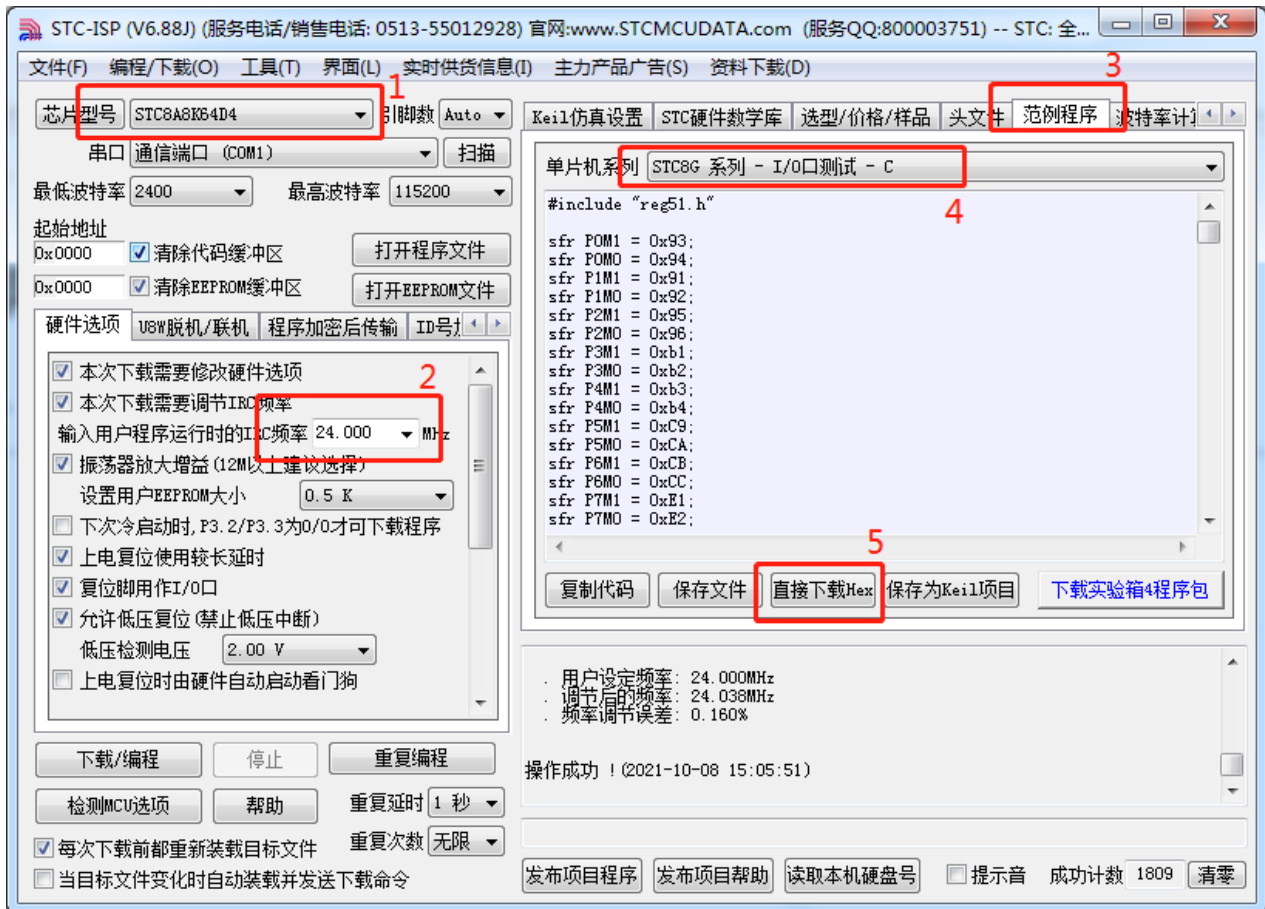 STC-ISP (V6.88J) (服务电话/销售电话: 0513-55012928) 官网:www.STCMCUDATA.com (服务QQ:800003751) -- STC: 全...
文件(F) 编程/下载(O) 工具(T) 界面(L) 实时供货信息(I) 主力产品广告(S) 资料下载(D)
1
3
芯片型号 STC8A8K64D4 引脚数 Auto
串口 通信端口 (COM1) 扫描
最低波特率 2400 最高波特率 115200
起始地址
0x0000 清除代码缓冲区 打开程序文件
0x0000 清除EEPROM缓冲区 打开EEPROM文件
硬件选项 U8W脱机/联机 程序加密后传输 ID号
本次下载需要修改硬件选项
2
本次下载需要调节IRC频率
输入用户程序运行时的IRC频率 24.000 MHz
振荡器放大增益(12M以上建议选择)
设置用户EEPROM大小 0.5 K
下次冷启动时,P3.2/P3.3为0/0才可下载程序
上电复位使用较长延时
复位脚用作I/O口
允许低压复位(禁止低压中断)
低压检测电压 2.00 V
上电复位时由硬件自动启动看门狗
下载/编程 停止 重复编程
检测MCU选项 帮助 重复延时 1 秒
每次下载前都重新装载目标文件 重复次数 无限
当目标文件变化时自动装载并发送下载命令
Keil仿真设置 STC硬件数学库 选型/价格/样品 头文件 范例程序 波特率计
单片机系列 STC8G 系列 - I/O口测试 - C
4
#include "reg51.h"
sfr P0M1 = 0x93;
sfr P0M0 = 0x94;
sfr P1M1 = 0x91;
sfr P1M0 = 0x92;
sfr P2M1 = 0x95;
sfr P2M0 = 0x96;
sfr P3M1 = 0xb1;
sfr P3M0 = 0xb2;
sfr P4M1 = 0xb3;
sfr P4M0 = 0xb4;
sfr P5M1 = 0xC9;
sfr P5M0 = 0xCA;
sfr P6M1 = 0xCB;
sfr P6M0 = 0xCC;
sfr P7M1 = 0xE1;
sfr P7M0 = 0xE2;
5
复制代码 保存文件 直接下载Hex 保存为Keil项目 下载实验箱4程序包
. 用户设定频率: 24.000MHz
. 调节后的频率: 24.038MHz
. 频率调节误差: 0.160%
操作成功 !(2021-10-08 15:05:51)
发布项目程序 发布项目帮助 读取本机硬盘号 提示音 成功计数 1809 清零